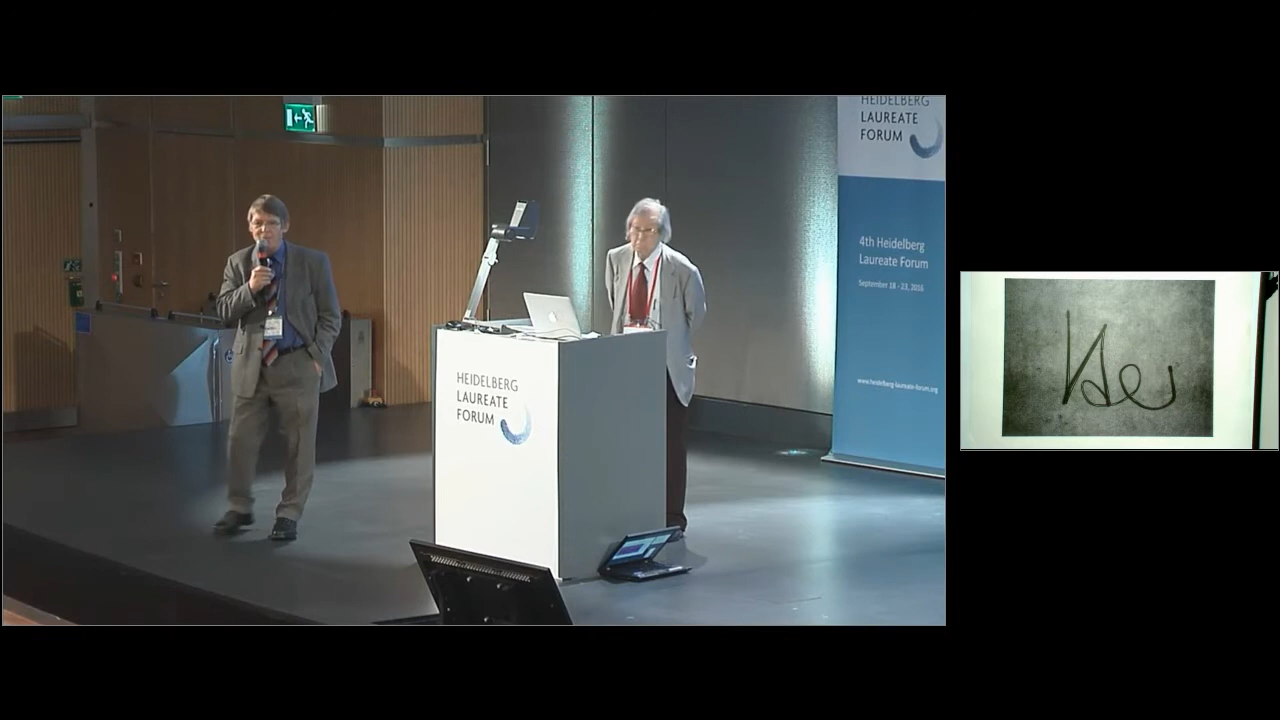 HEIDELBERG
LAUREATE
FORUM
4th Heidelberg
Laureate Forum
September 18 - 23, 2016
www.heidelberg-laureate-forum.org
HEIDELBERG
LAUREATE
FORUM